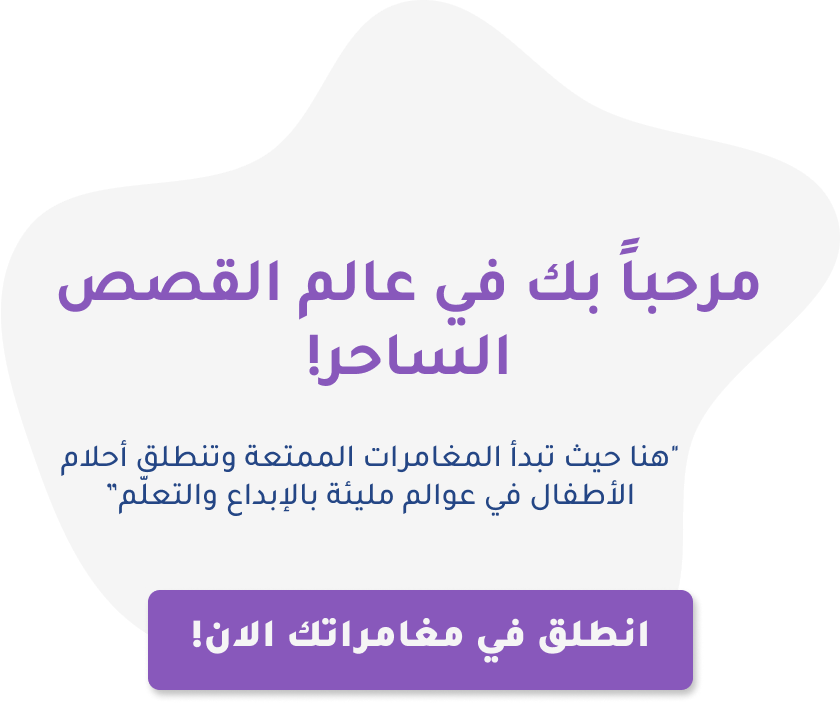 مرحباً بك في عالم القصص
الساحر!
"هنا حيث تبدأ المغامرات الممتعة وتنطلق أحلام
الأطفال في عوالم مليئة بالإبداع والتعلّم”
انطلق في مغامراتك الان!